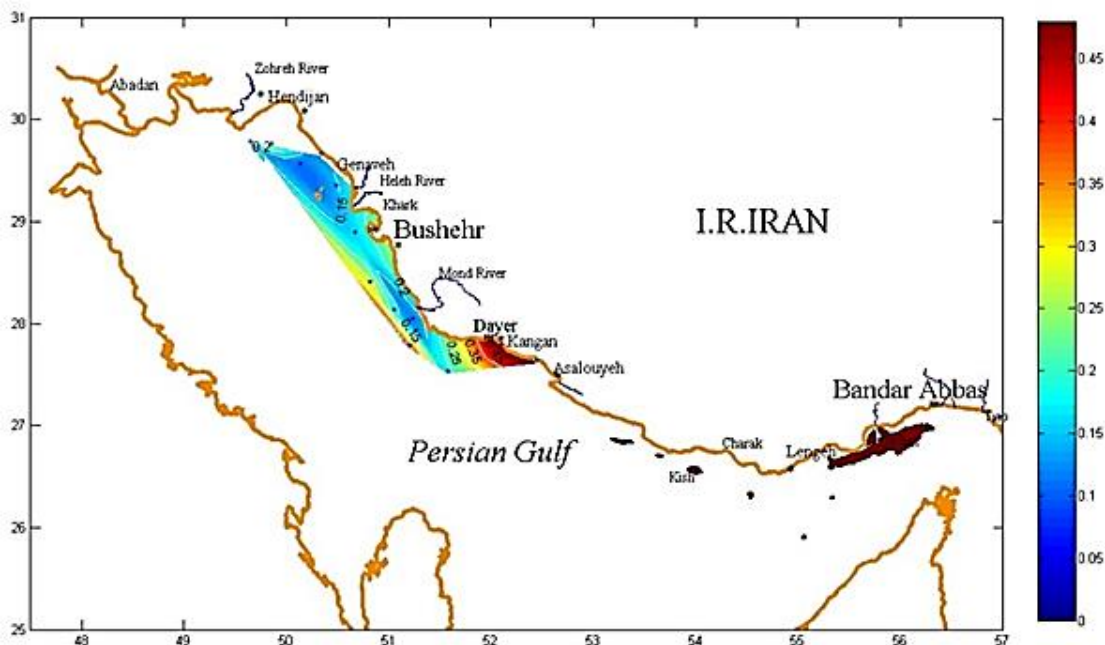 31
30
29
28
27
26
25
48
49
50
51
52
53
54
55
56
57
0.45
0.4
0.35
0.3
0.25
0.2
0.15
0.1
0.05
0
Abadan
Zohreh River
Hendijan
0.2
Genaveh
Heleh River
0.15
Khark
Bushehr
I.R.IRAN
Mond River
0.2
0.15
Dayer
Kangan
0.25
0.35
Asalouyeh
Bandar Abbas
Persian Gulf
Charak
Lengeh
Kish